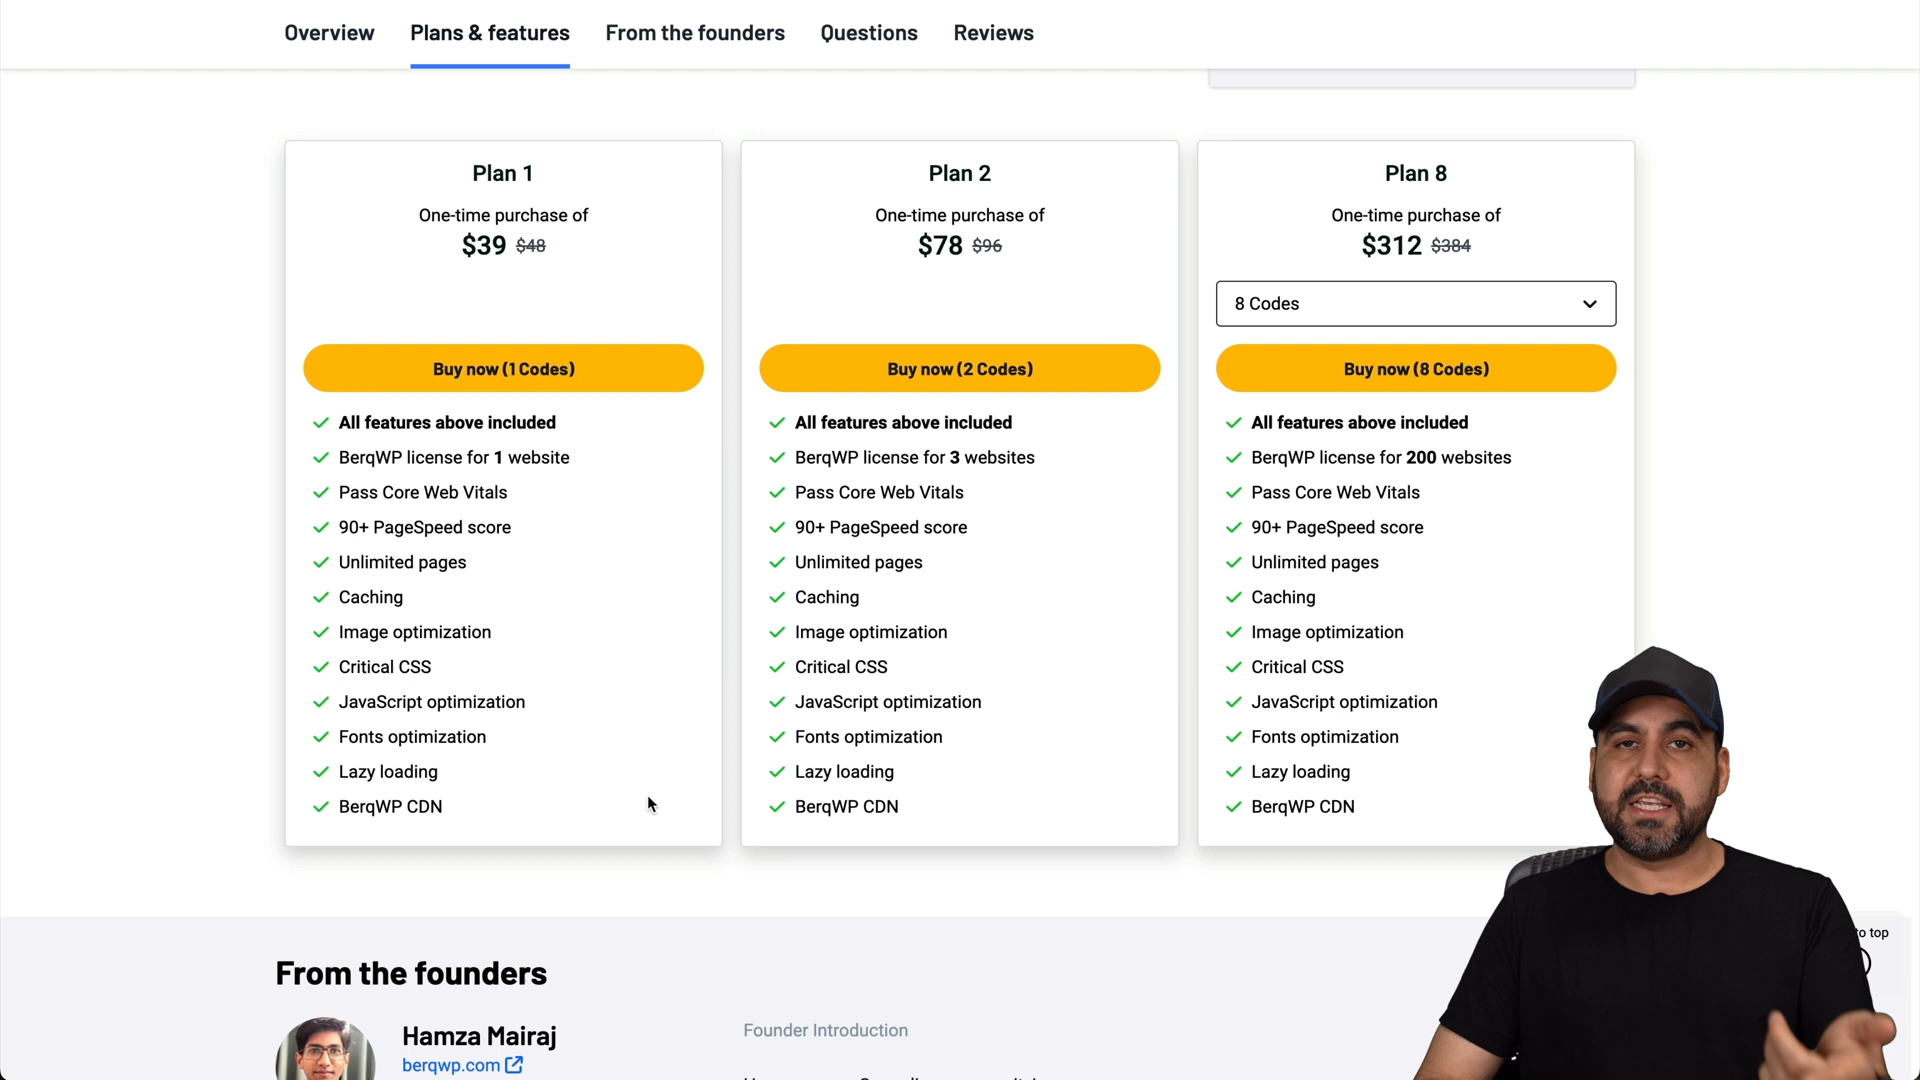 Overview Plans & features From the founders Questions Reviews
Plan 1
One-time purchase of
$39 $48
Buy now (1 Codes)
All features above included
BerqWP license for 1 website
Pass Core Web Vitals
90+ PageSpeed score
Unlimited pages
Caching
Image optimization
Critical CSS
JavaScript optimization
Fonts optimization
Lazy loading
BerqWP CDN
Plan 2
One-time purchase of
$78 $96
Buy now (2 Codes)
All features above included
BerqWP license for 3 websites
Pass Core Web Vitals
90+ PageSpeed score
Unlimited pages
Caching
Image optimization
Critical CSS
JavaScript optimization
Fonts optimization
Lazy loading
BerqWP CDN
Plan 8
One-time purchase of
$312 $384
8 Codes
Buy now (8 Codes)
All features above included
BerqWP license for 200 websites
Pass Core Web Vitals
90+ PageSpeed score
Unlimited pages
Caching
Image optimization
Critical CSS
JavaScript optimization
Fonts optimization
Lazy loading
BerqWP CDN
to top
From the founders
Hamza Mairaj
berqwp.com
Founder Introduction